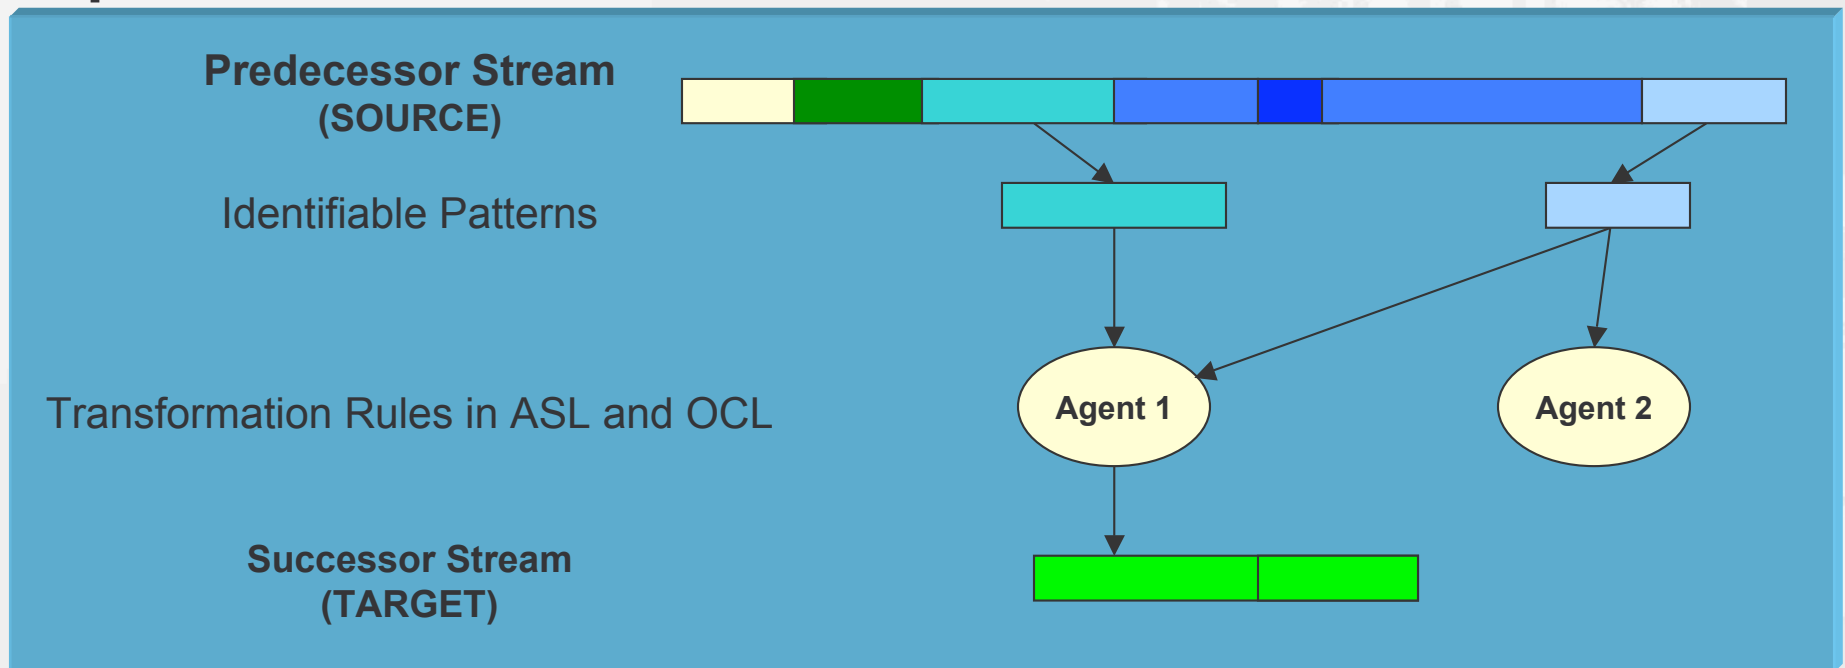 Predecessor Stream
(SOURCE)
Identifiable Patterns
Transformation Rules in ASL and OCL
Agent 1
Agent 2
Successor Stream
(TARGET)